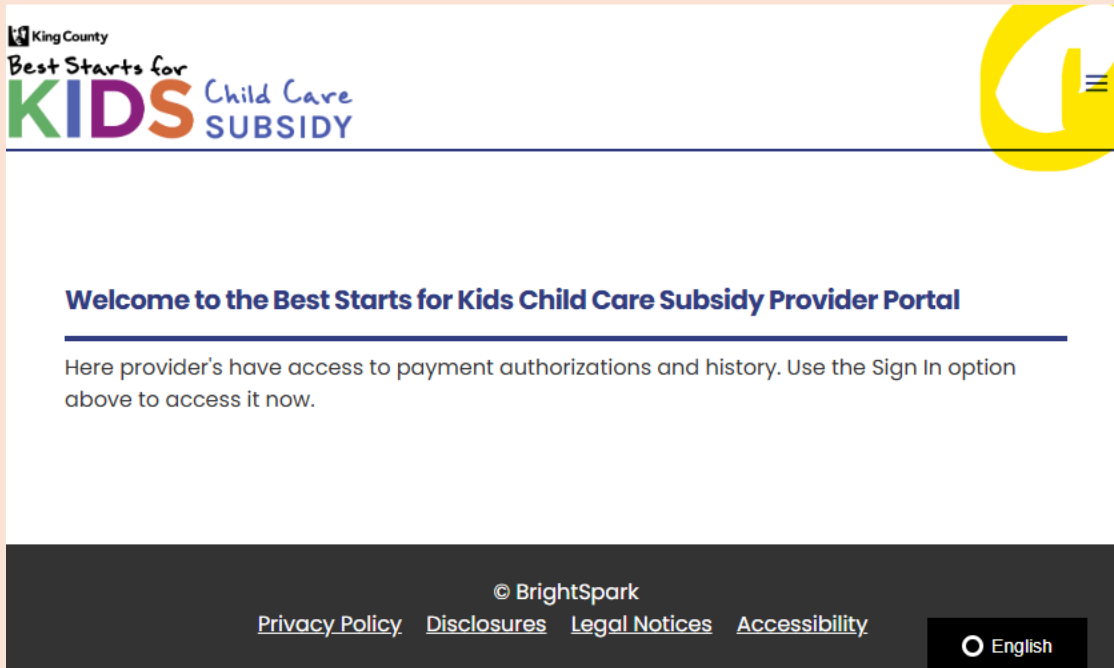 King County
Best Starts for
KIDS Child Care
SUBSIDY
Welcome to the Best Starts for Kids Child Care Subsidy Provider Portal
Here provider's have access to payment authorizations and history. Use the Sign In option
above to access it now.
© BrightSpark
Privacy Policy Disclosures Legal Notices Accessibility
English